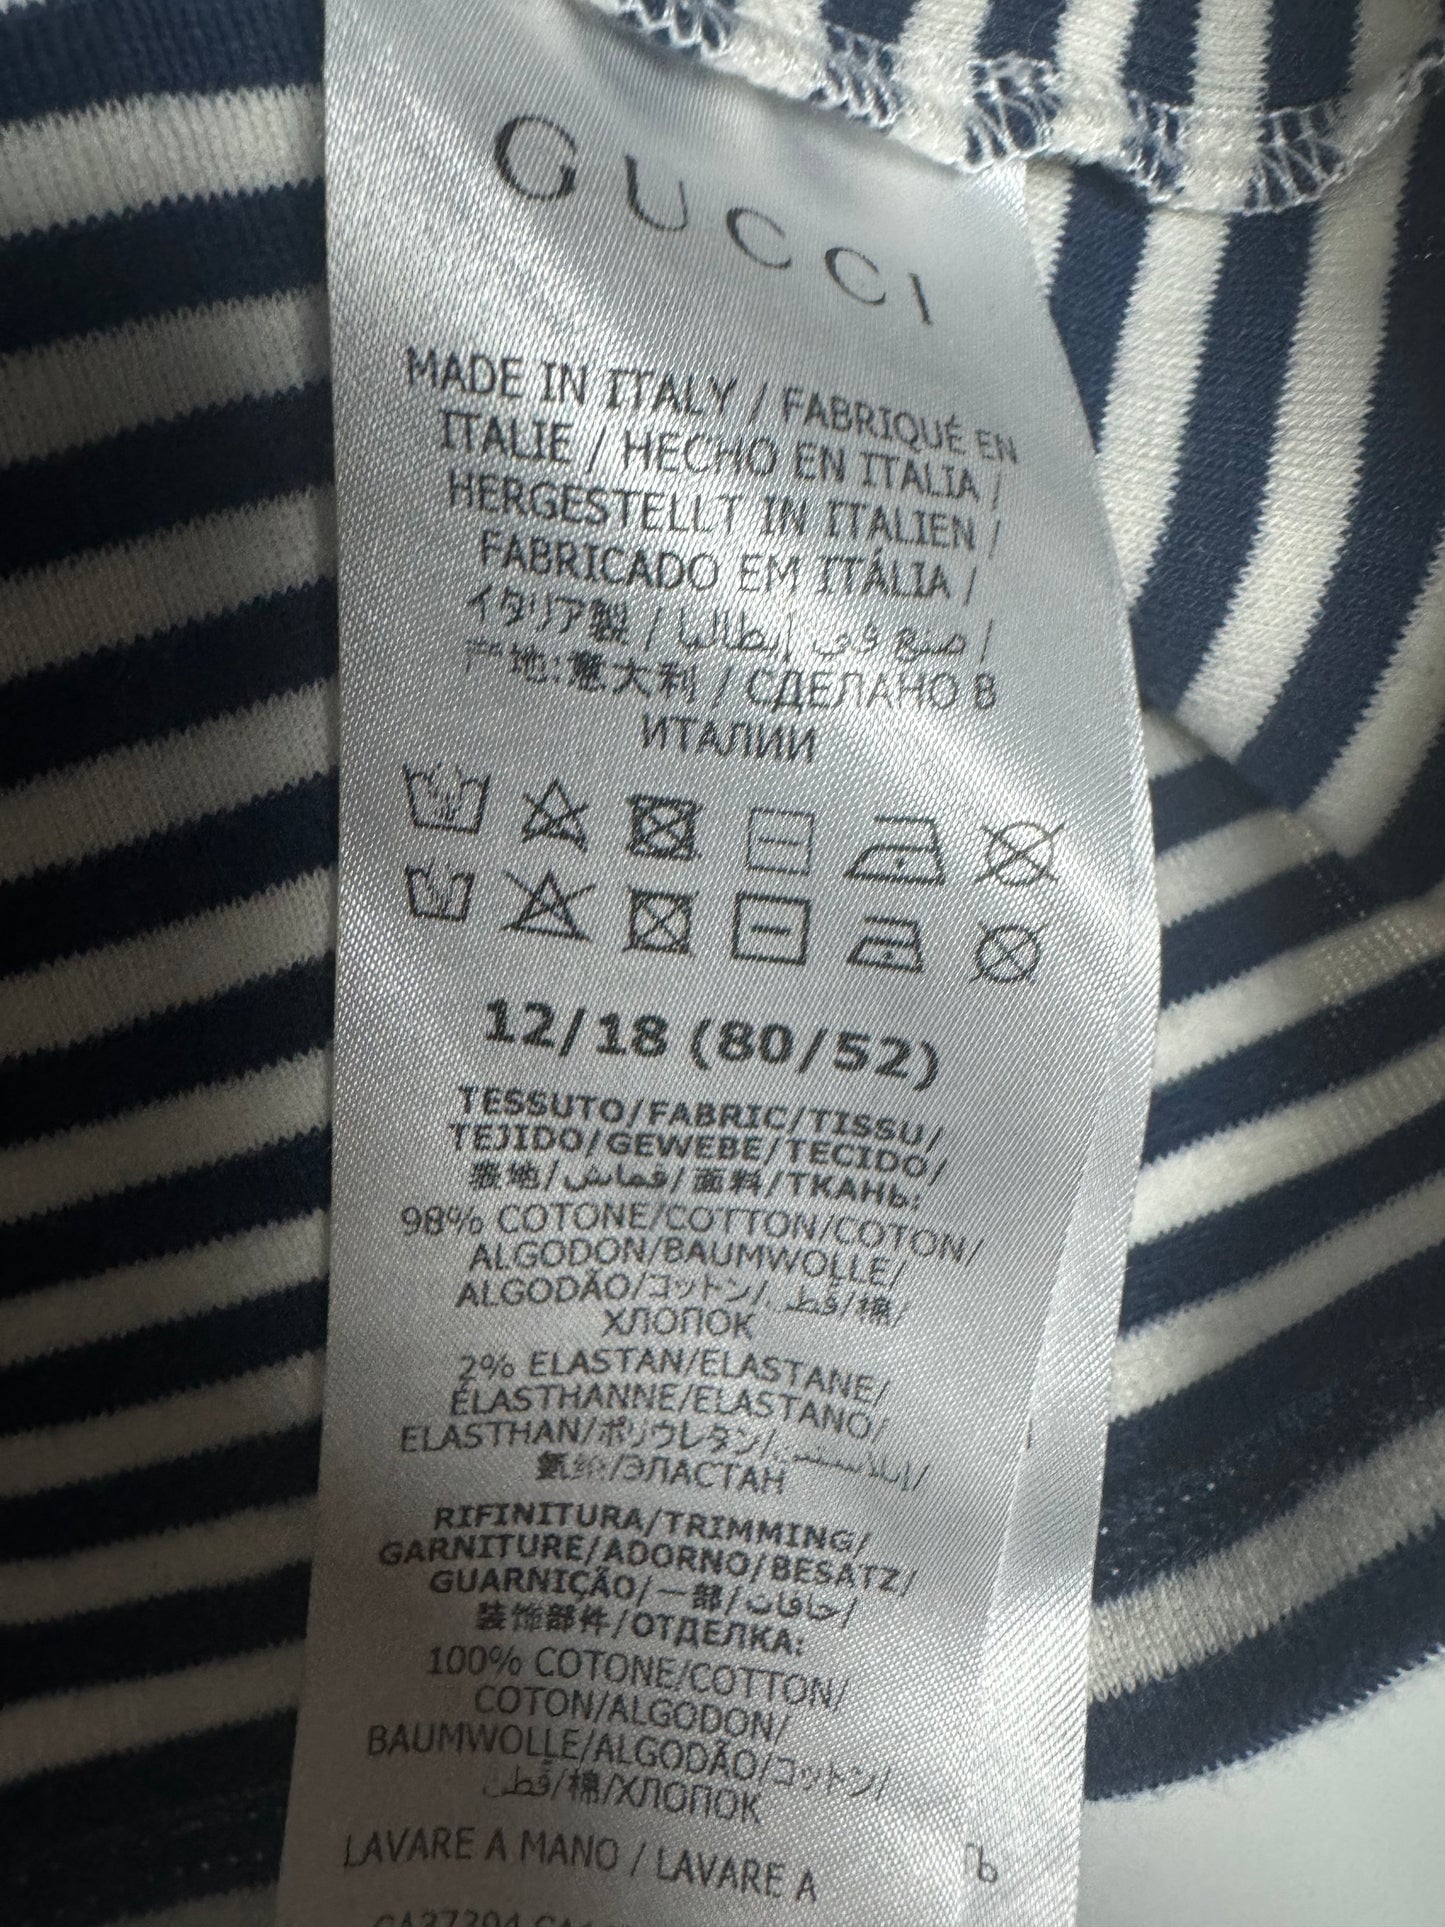 GUCCI
MADE IN ITALY / FABRIQUÉ EN
ITALIE / HECHO EN ITALIA /
HERGESTELLT IN ITALIEN /
FABRICADO EM ITÁLIA /
イタリア製 / صنع في إيطاليا /
产地:意大利 / СДЕЛАНО В
ИТАЛИИ
12/18 (80/52)
TESSUTO/FABRIC/TISSU/
TEJIDO/GEWEBE/TECIDO/
表地/قماش/面料/ТКАНЬ:
98% COTONE/COTTON/COTON/
ALGODON/BAUMWOLLE/
ALGODÃO/コットン/قطن/棉/
ХЛОПОК
2% ELASTAN/ELASTANE/
ÉLASTHANNE/ELASTANO/
ELASTHAN/ポリウレタン/إيلاستين/
氨纶/ЭЛАСТАН
RIFINITURA/TRIMMING/
GARNITURE/ADORNO/BESATZ/
GUARNIÇÃO/一部/حافات/
装饰部件/ОТДЕЛКА:
100% COTONE/COTTON/
COTON/ALGODON/
BAUMWOLLE/ALGODÃO/コットン/
قطن/棉/ХЛОПОК
LAVARE A MANO / LAVARE A